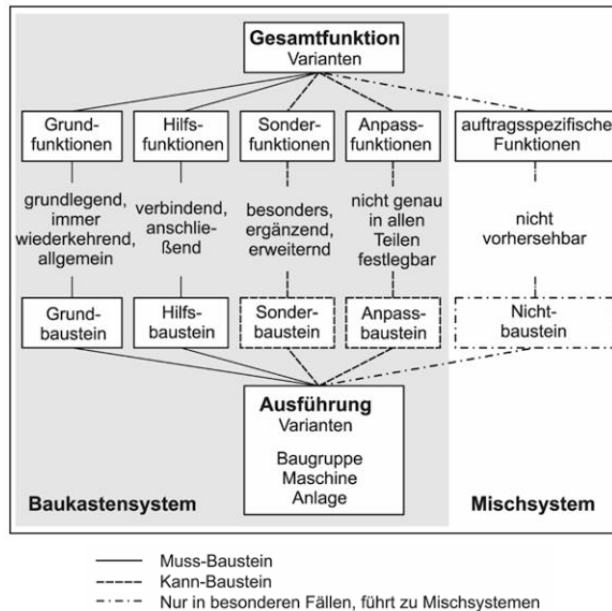 Gesamtfunktion
Varianten
Grund-
funktionen
Hilfs-
funktionen
Sonder-
funktionen
Anpass-
funktionen
auftragsspezifische
Funktionen
grundlegend,
immer
wiederkehrend,
allgemein
verbindend,
anschlie-
ßend
besonders,
ergänzend,
erweiternd
nicht genau
in allen
Teilen
festlegbar
nicht
vorhersehbar
Grund-
baustein
Hilfs-
baustein
Sonder-
baustein
Anpass-
baustein
Nicht-
baustein
Ausführung
Varianten
Baugruppe
Maschine
Anlage
Baukastensystem
Mischsystem
Muss-Baustein
Kann-Baustein
Nur in besonderen Fällen, führt zu Mischsystemen